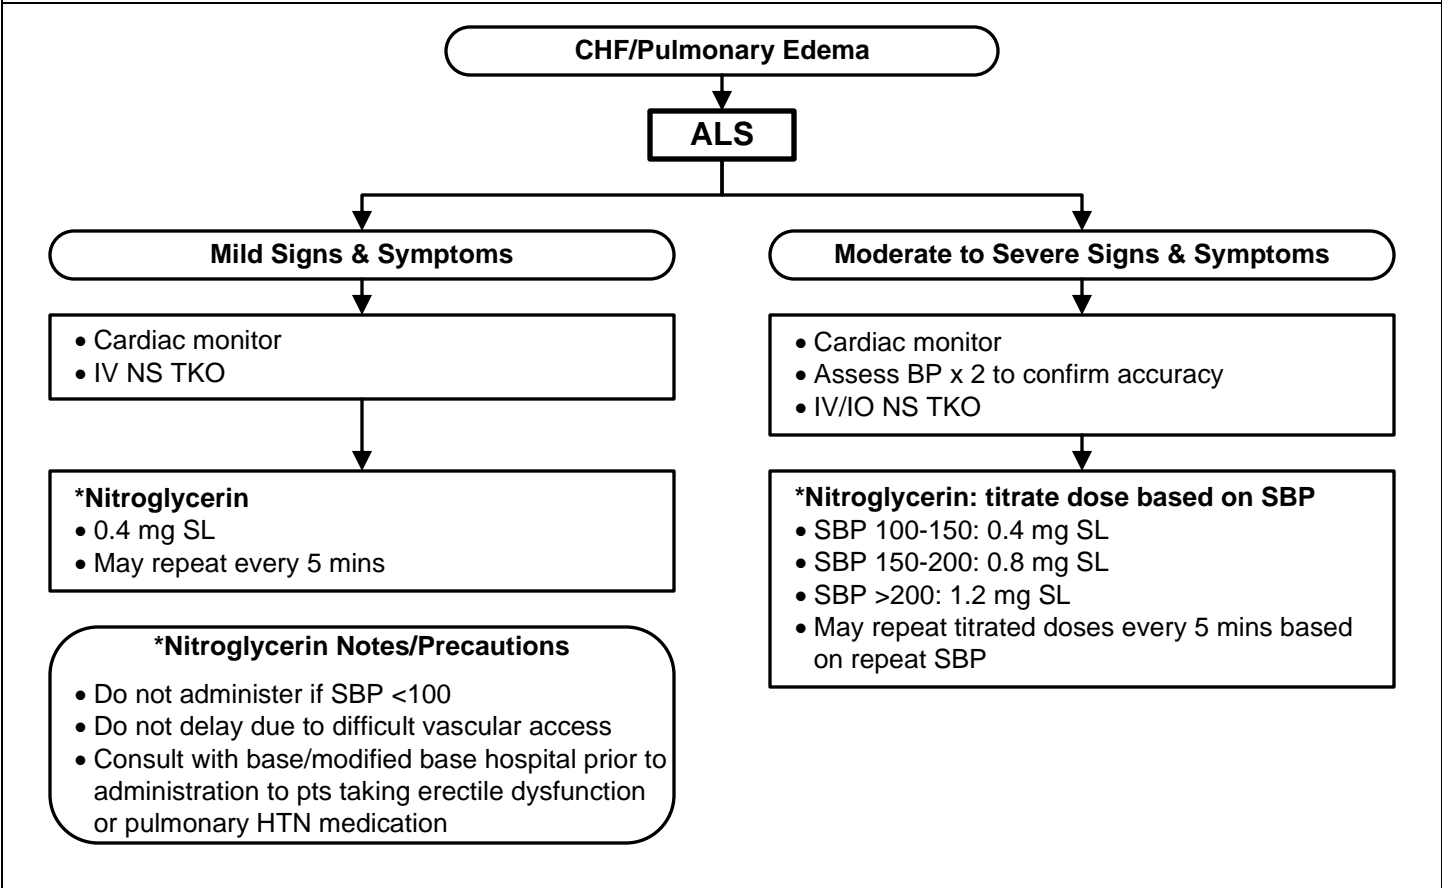 CHF/Pulmonary Edema
ALS
Mild Signs & Symptoms
• Cardiac monitor
• IV NS TKO
*Nitroglycerin
• 0.4 mg SL
• May repeat every 5 mins
*Nitroglycerin Notes/Precautions
• Do not administer if SBP <100
• Do not delay due to difficult vascular access
• Consult with base/modified base hospital prior to
administration to pts taking erectile dysfunction
or pulmonary HTN medication
Moderate to Severe Signs & Symptoms
• Cardiac monitor
• Assess BP x 2 to confirm accuracy
• IV/IO NS TKO
*Nitroglycerin: titrate dose based on SBP
• SBP 100-150: 0.4 mg SL
• SBP 150-200: 0.8 mg SL
• SBP >200: 1.2 mg SL
• May repeat titrated doses every 5 mins based
on repeat SBP